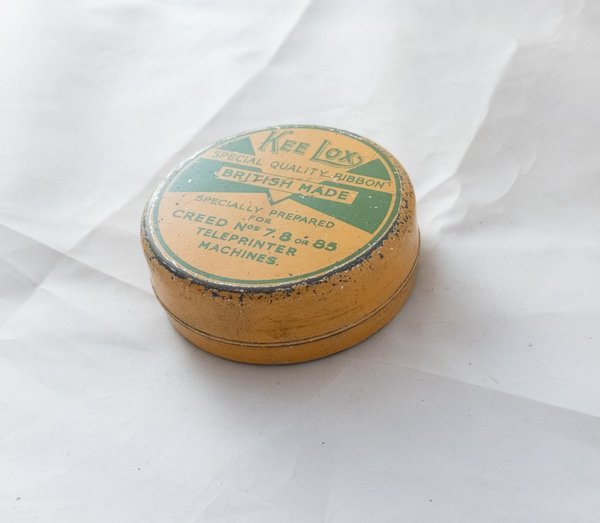 KEE LOX
SPECIAL QUALITY RIBBON
BRITISH MADE
SPECIALLY PREPARED
FOR
CREED Nos 7.8 OR 85
TELEPRINTER
MACHINES.